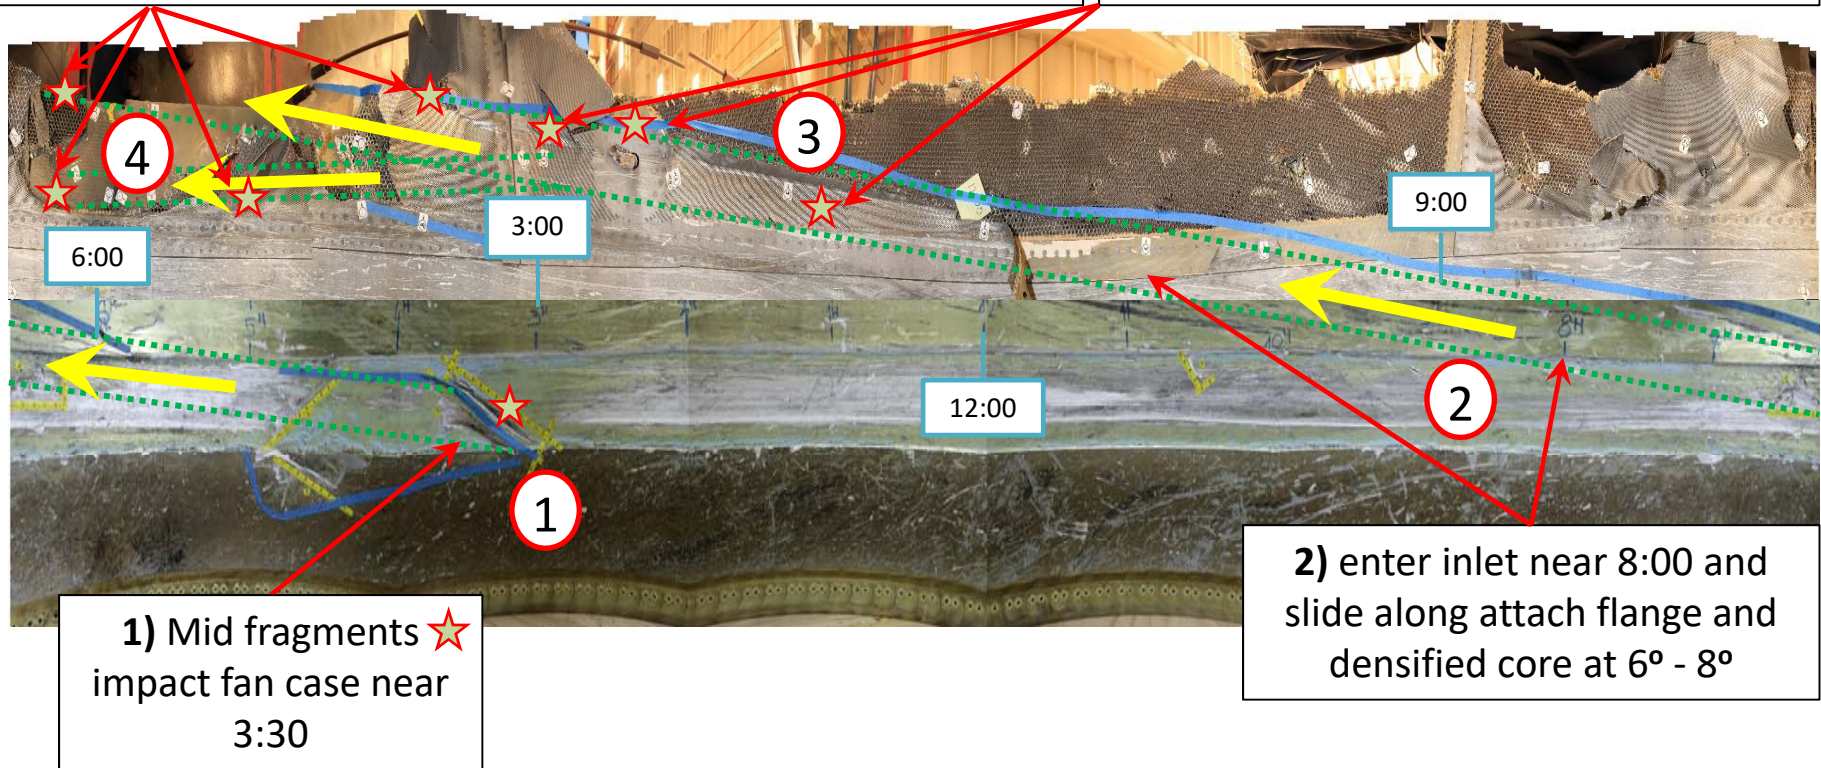 4
3
6:00
3:00
9:00
12:00
2
1
8H
10H
1) Mid fragments
impact fan case near
3:30
2) enter inlet near 8:00 and
slide along attach flange and
densified core at 6º - 8º